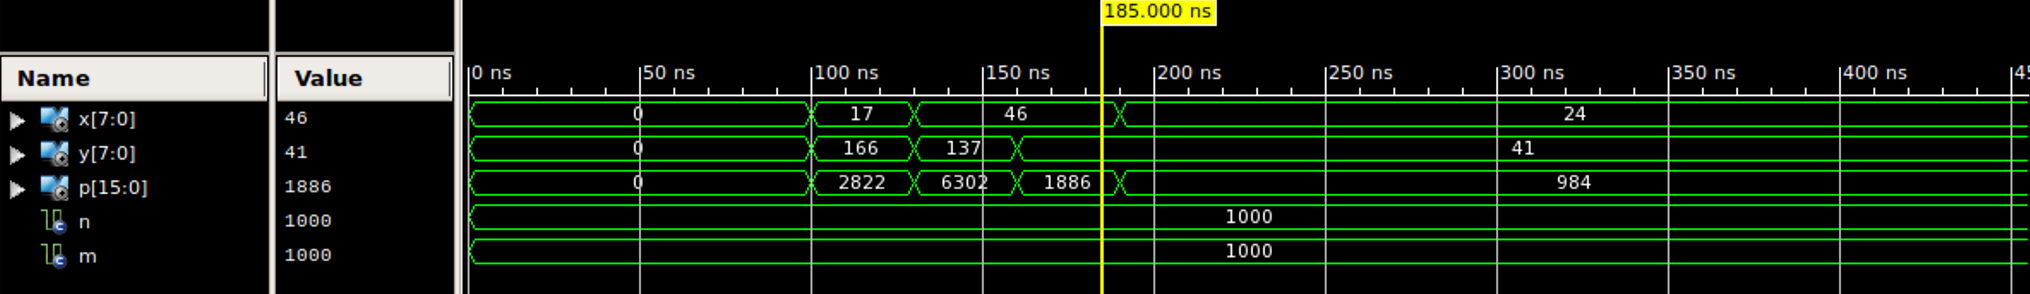 185.000 ns
Name Value 0 ns 50 ns 100 ns 150 ns 200 ns 250 ns 300 ns 350 ns 400 ns
x[7:0] 46 0 17 46 24
y[7:0] 41 0 166 137 41
p[15:0] 1886 0 2822 6302 1886 984
n 1000 1000
m 1000 1000